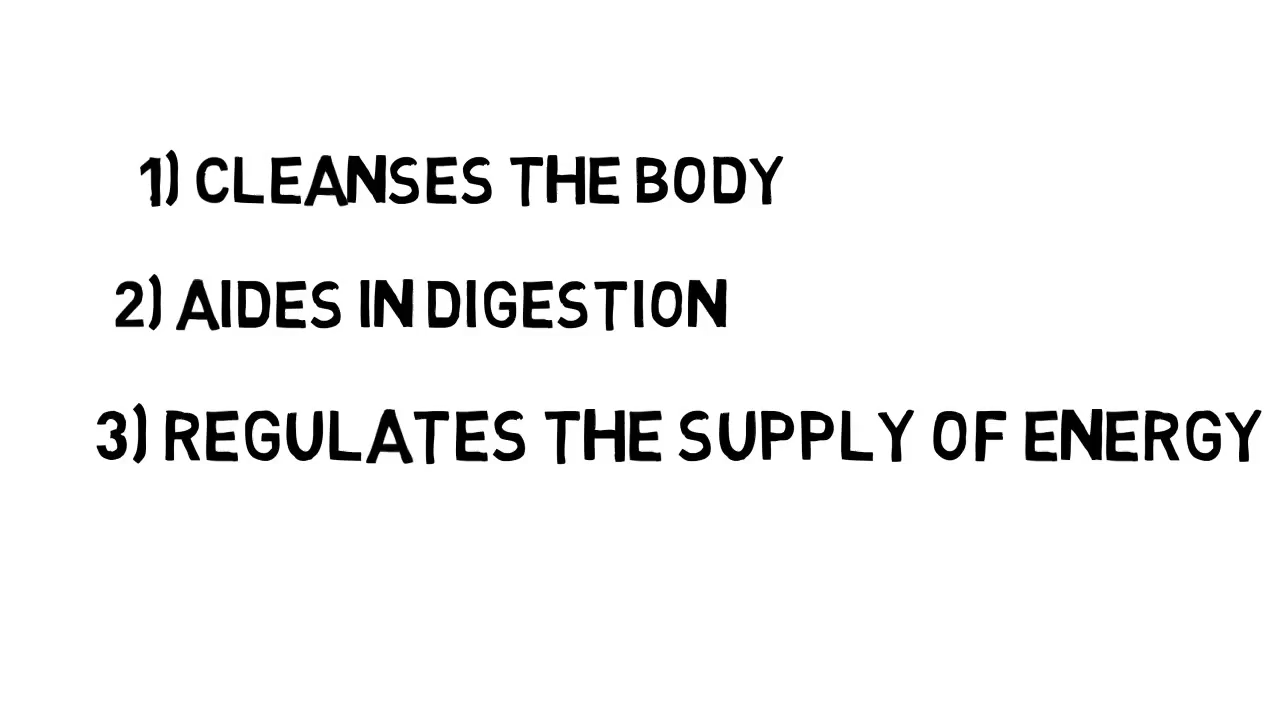 1) CLEANSES THE BODY
2) AIDES IN DIGESTION
3) REGULATES THE SUPPLY OF ENERGY